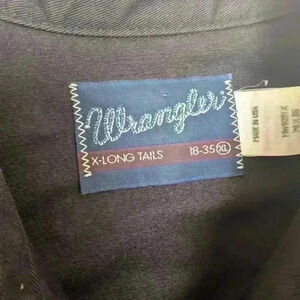 Wrangler
X-LONG TAILS 18-35 XL
MADE IN USA